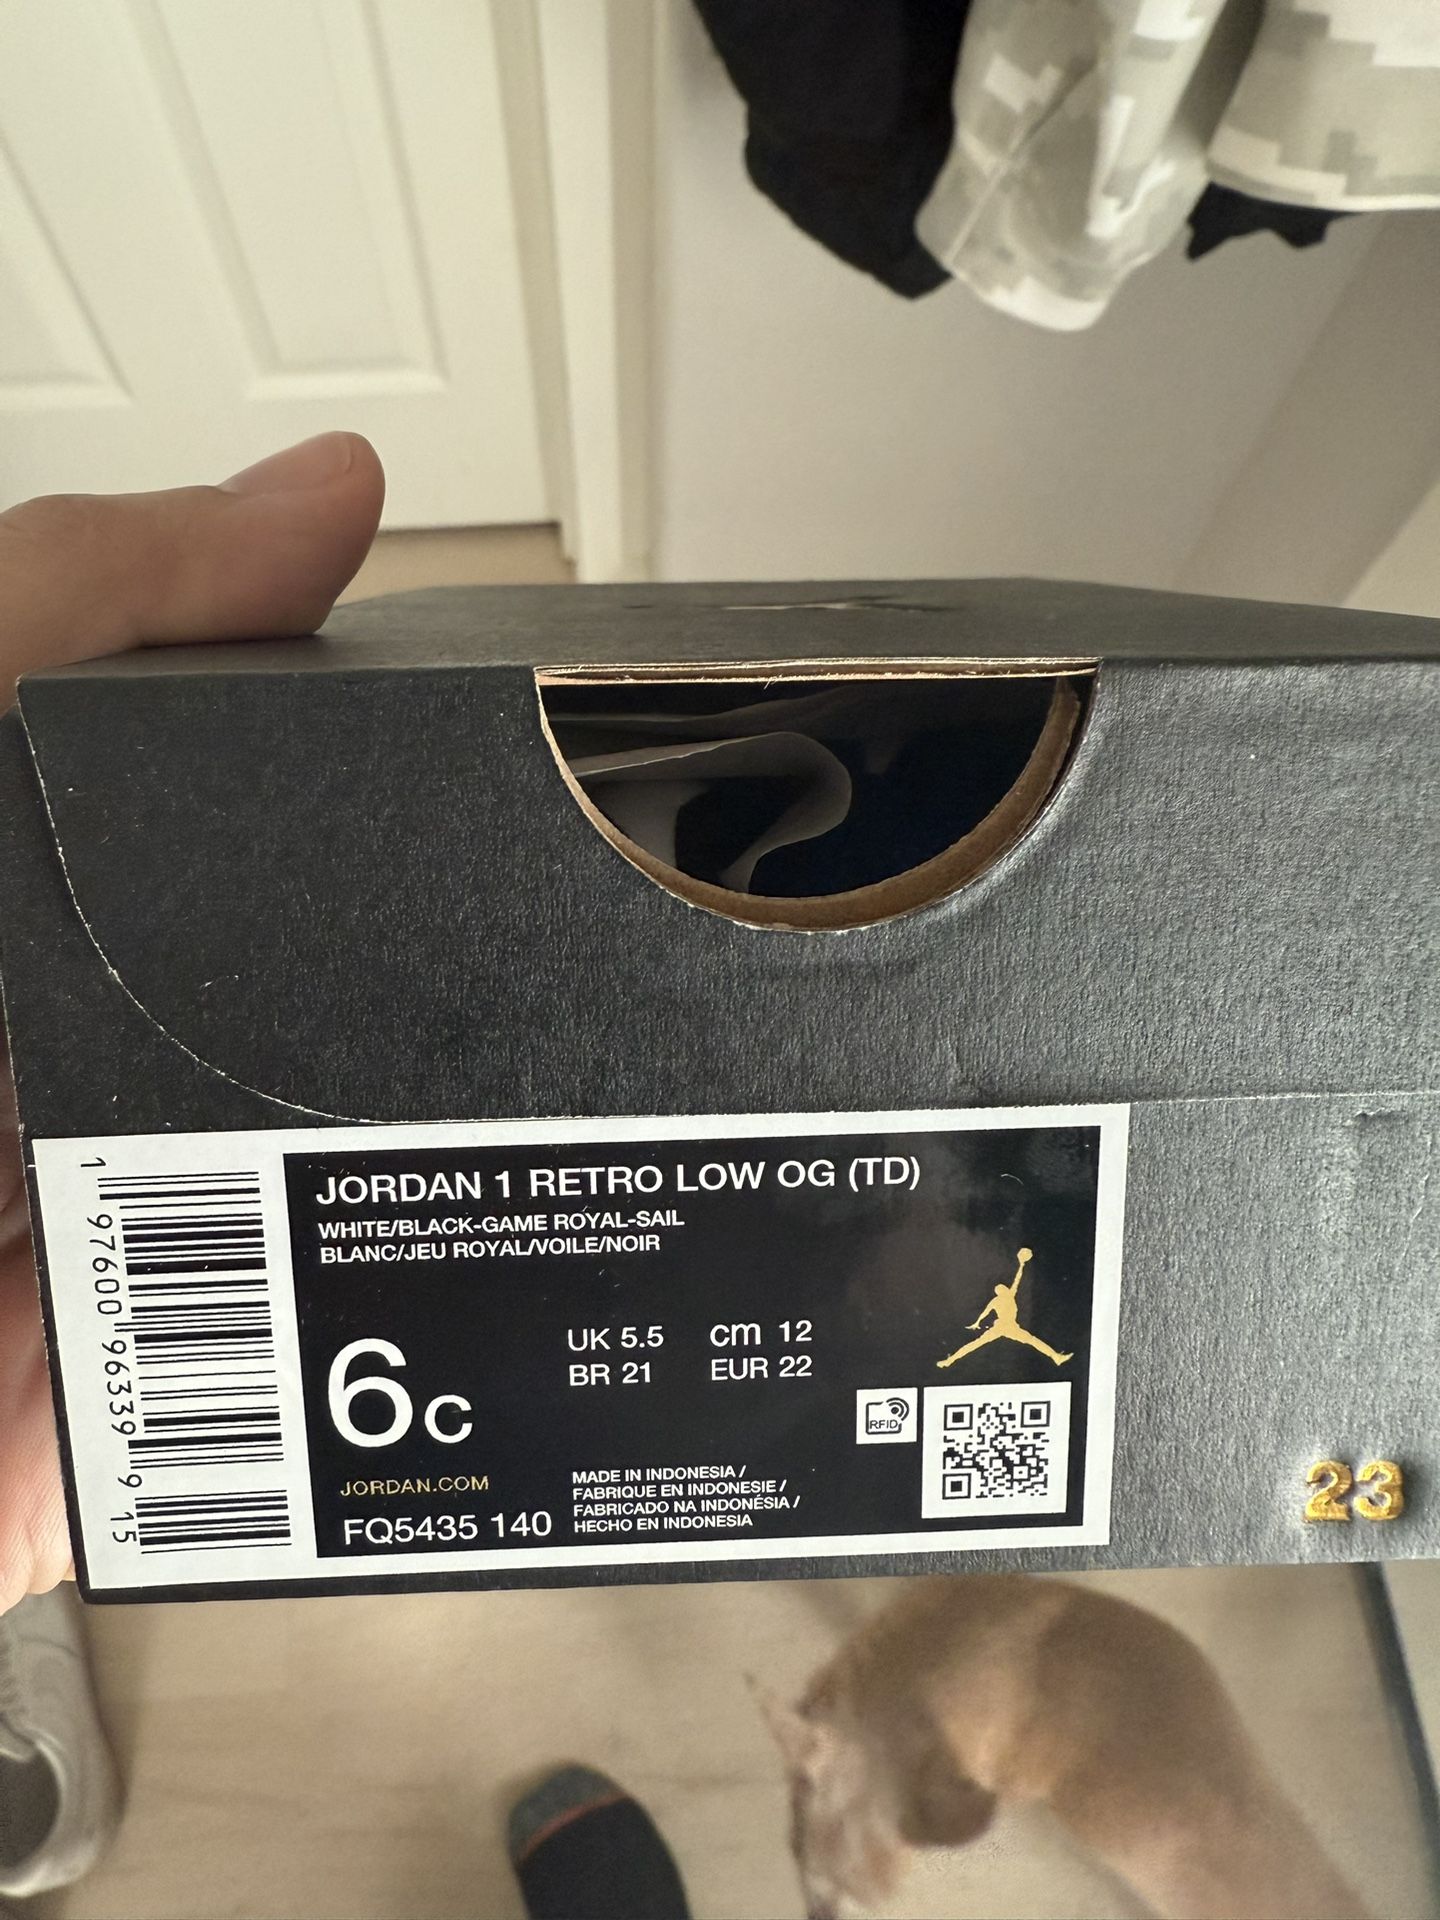 JORDAN 1 RETRO LOW OG (TD)
WHITE/BLACK-GAME ROYAL-SAIL
BLANC/JEU ROYAL/VOILE/NOIR
6c
UK 5.5 cm 12
BR 21 EUR 22
RFID
JORDAN.COM
FQ5435 140
MADE IN INDONESIA /
FABRIQUE EN INDONESIE /
FABRICADO NA INDONÉSIA /
HECHO EN INDONESIA
1 97600 96339 9 15
23